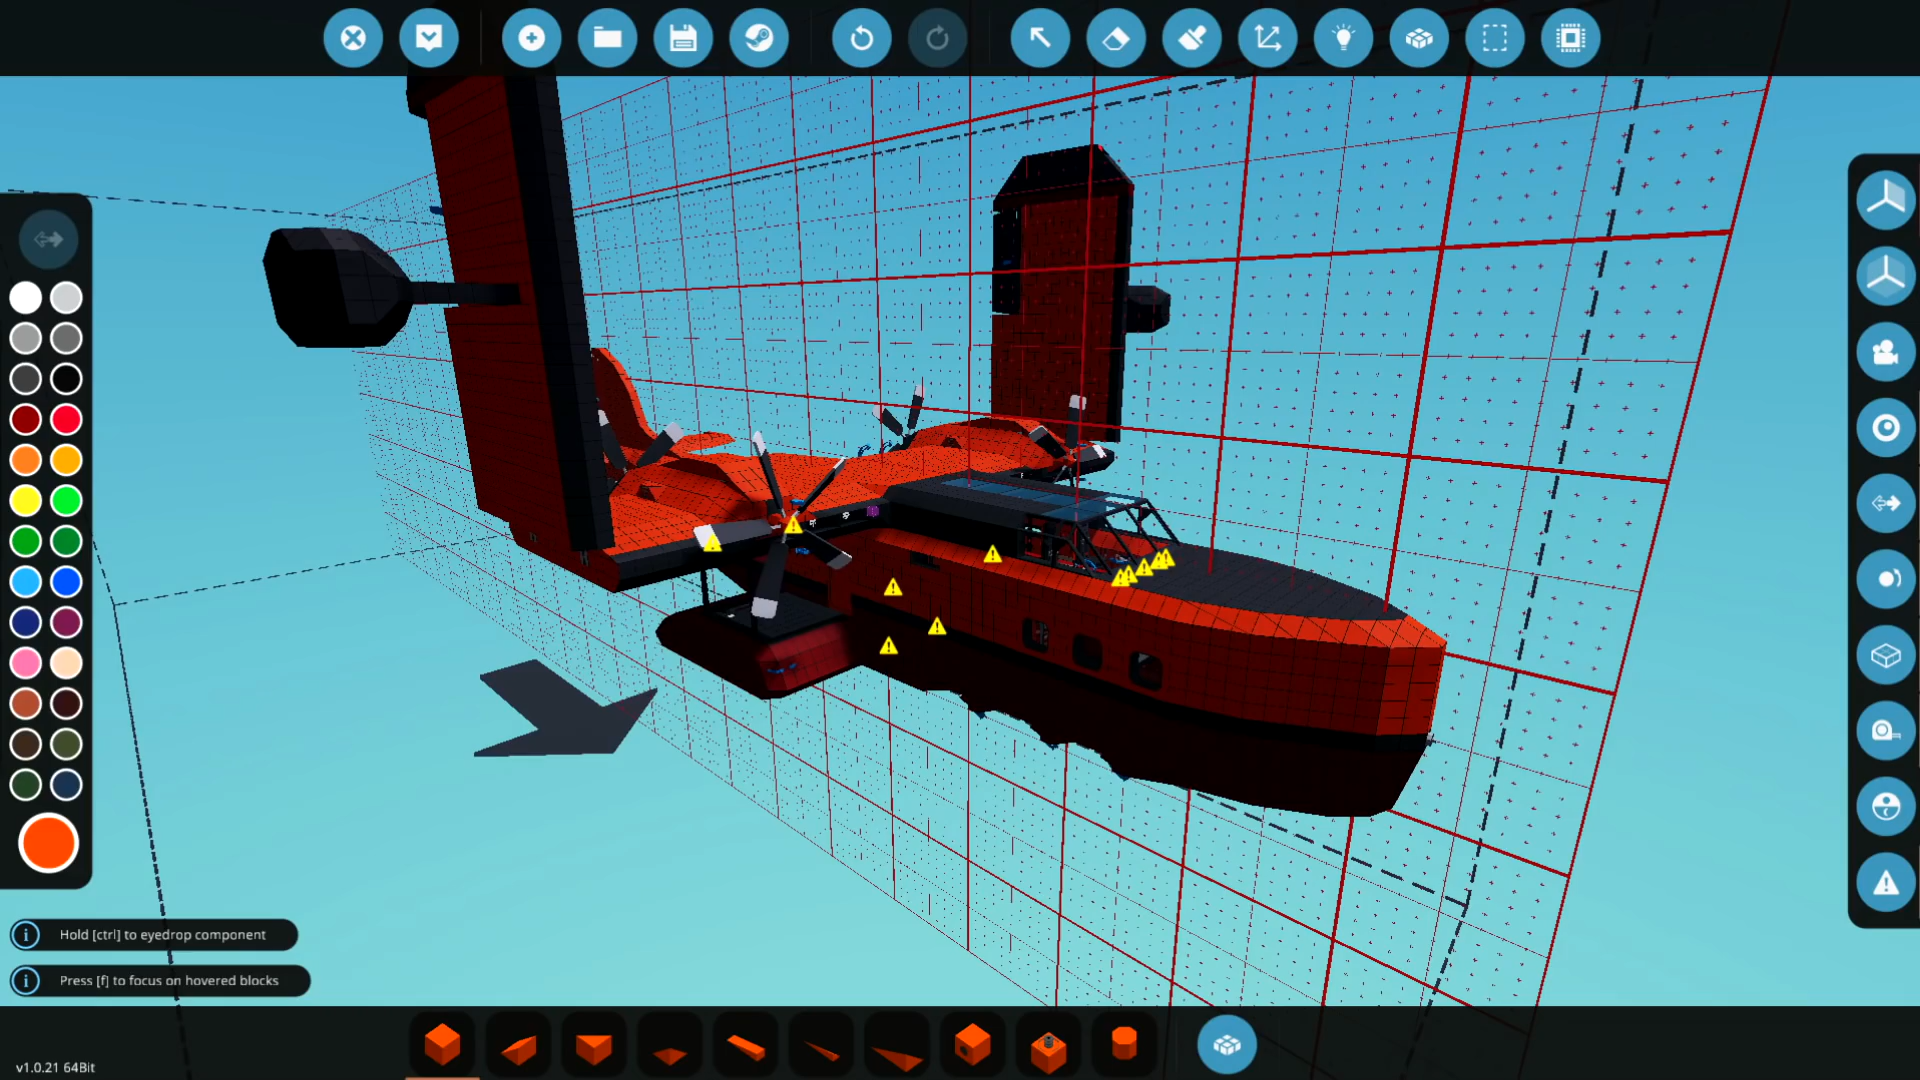 Hold [ctrl] to eyedrop component
Press [f] to focus on hovered blocks
v1.0.21 64Bit